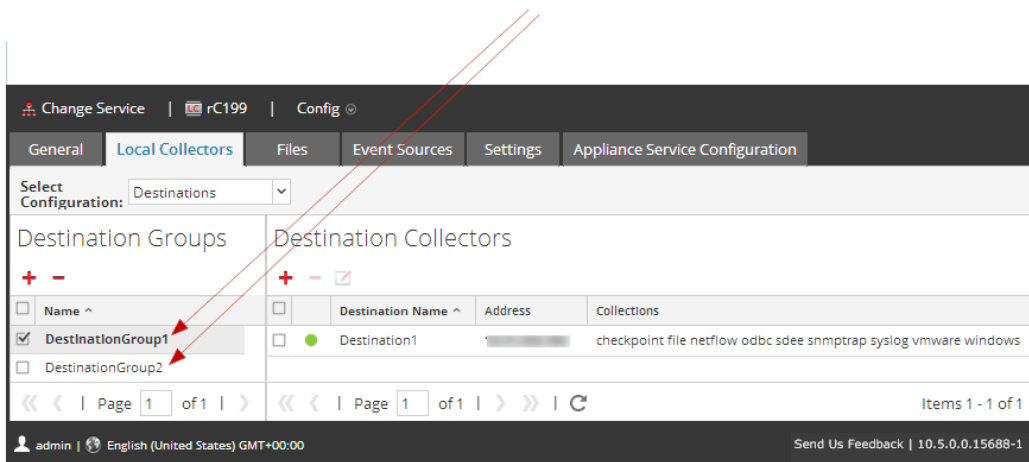 Change Service | LC rC199 | Config
General Local Collectors Files Event Sources Settings Appliance Service Configuration
Select Configuration: Destinations
Destination Groups
Name
DestinationGroup1
DestinationGroup2
Page 1 of 1
Destination Collectors
Destination Name Address Collections
Destination1 checkpoint file netflow odbc sdee snmptrap syslog vmware windows
Page 1 of 1 Items 1 - 1 of 1
admin | English (United States) GMT+00:00 Send Us Feedback | 10.5.0.0.15688-1